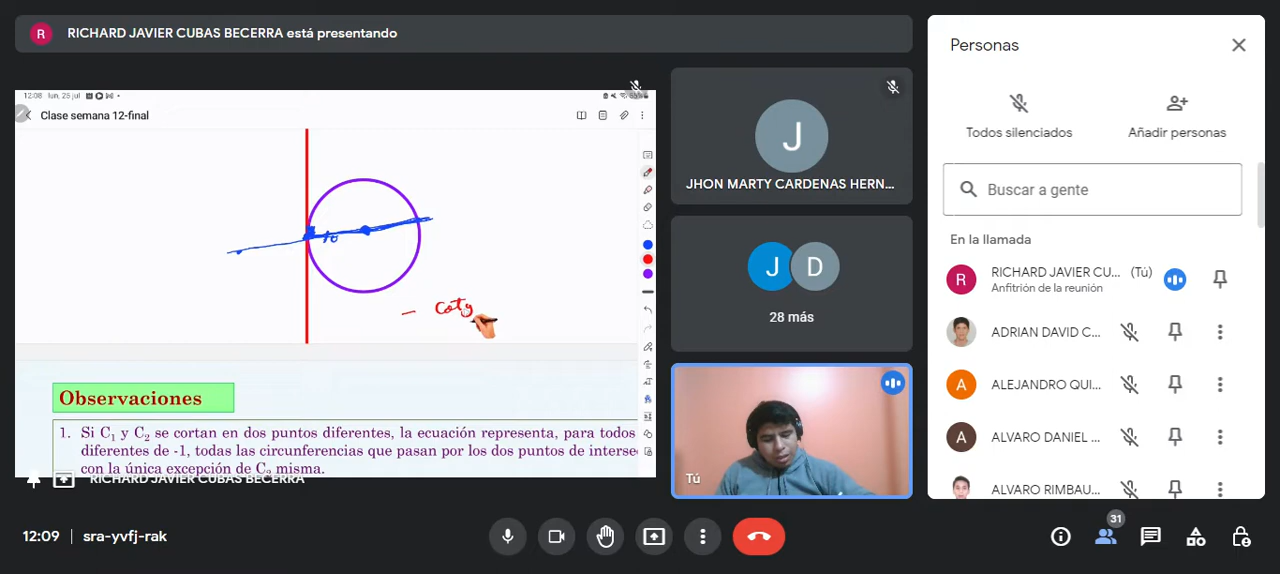 R RICHARD JAVIER CUBAS BECERRA está presentando
12:08 lun, 25 jul
Clase semana 12-final
— Cotg
Observaciones
1. Si C₁ y C₂ se cortan en dos puntos diferentes, la ecuación representa, para todos
diferentes de -1, todas las circunferencias que pasan por los dos puntos de interse
con la única excepción de C₂ misma.
RICHARD JAVIER CUBAS BECERRA
J
JHON MARTY CARDENAS HERN...
J D
28 más
Tú
Personas
Todos silenciados
Añadir personas
Buscar a gente
En la llamada
R RICHARD JAVIER CU... (Tú)
Anfitrión de la reunión
ADRIAN DAVID C...
A ALEJANDRO QUI...
A ALVARO DANIEL ...
ALVARO RIMBAU...
12:09 | sra-yvfj-rak
31